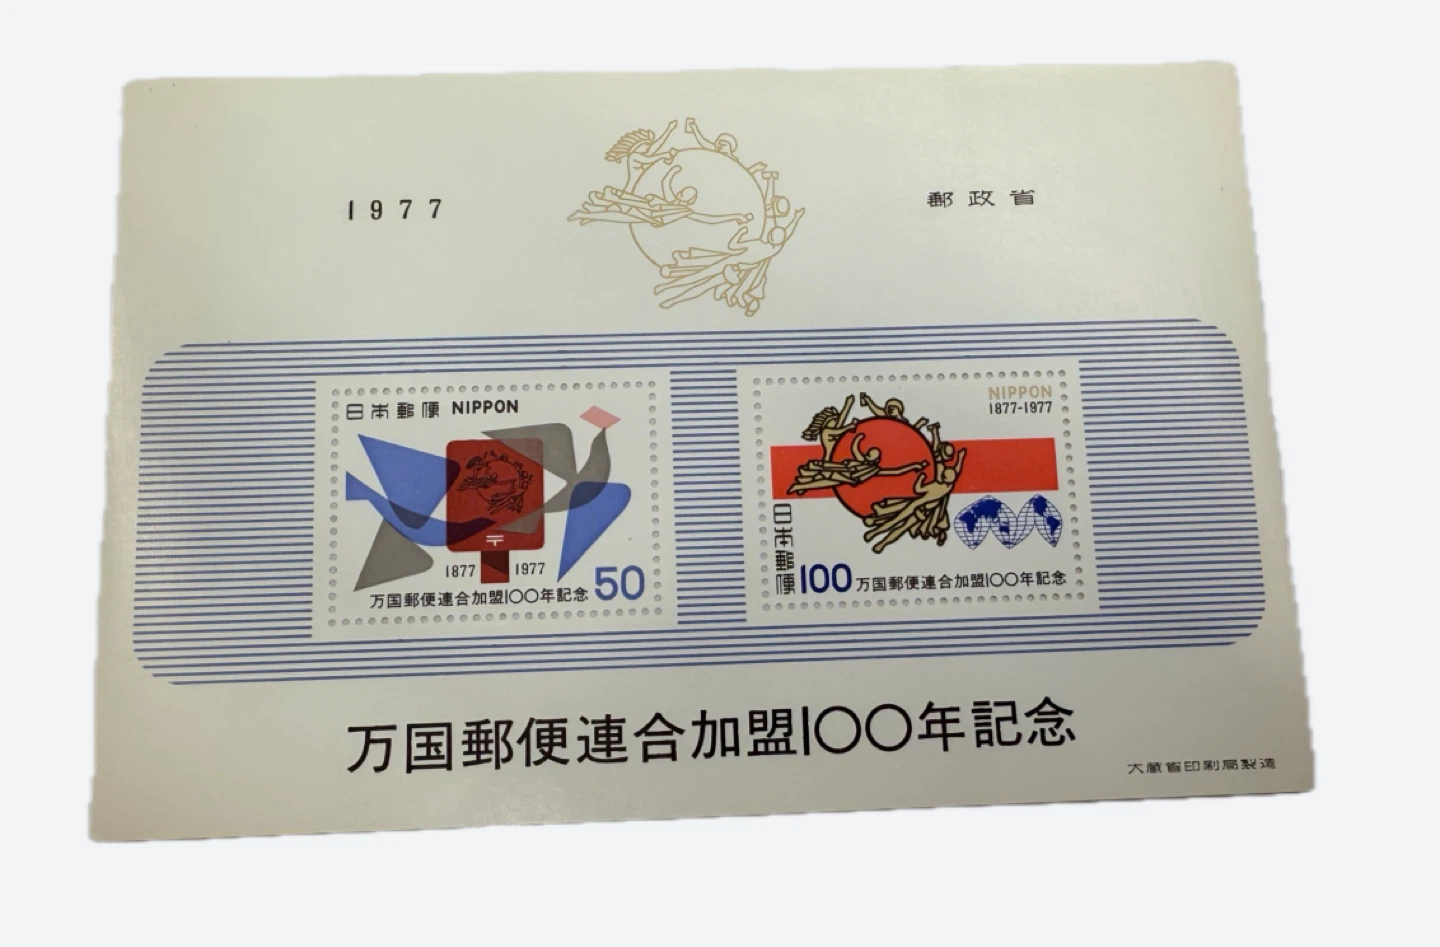 1977
郵政省
日本郵便 NIPPON
〒
1877 1977
万国郵便連合加盟100年記念 50
NIPPON
1877-1977
日本郵便
100 万国郵便連合加盟100年記念
万国郵便連合加盟100年記念
大蔵省印刷局製造